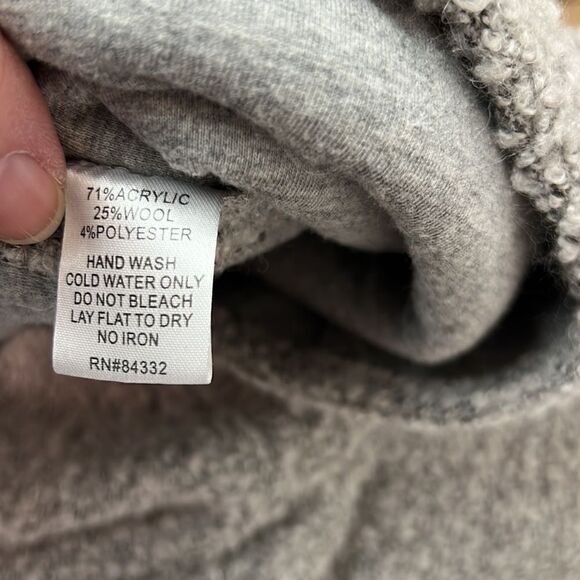 71%ACRYLIC
25%WOOL
4%POLYESTER
HAND WASH
COLD WATER ONLY
DO NOT BLEACH
LAY FLAT TO DRY
NO IRON
RN#84332